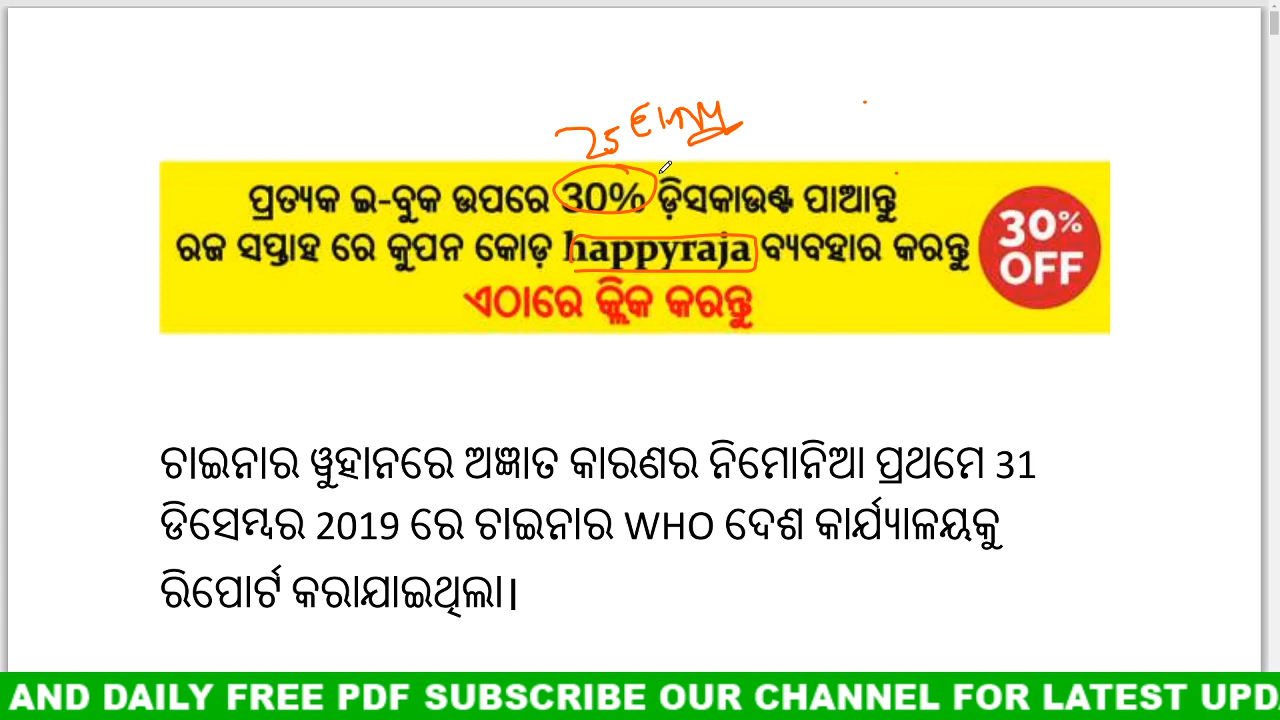 25
ପ୍ରତ୍ୟକ ଇ-ବୁକ ଉପରେ 30% ଡ଼ିସକାଉଣ୍ଟ ପାଆନ୍ତୁ
ରଜ ସପ୍ତାହ ରେ କୁପନ କୋଡ଼ happyraja ବ୍ୟବହାର କରନ୍ତୁ
30%
OFF
ଏଠାରେ କ୍ଲିକ କରନ୍ତୁ
ଚାଇନାର ୱୁହାନରେ ଅଜ୍ଞାତ କାରଣର ନିମୋନିଆ ପ୍ରଥମେ 31
ଡିସେମ୍ବର 2019 ରେ ଚାଇନାର WHO ଦେଶ କାର୍ଯ୍ୟାଳୟକୁ
ରିପୋର୍ଟ କରାଯାଇଥିଲା।
AND DAILY FREE PDF SUBSCRIBE OUR CHANNEL FOR LATEST UPD